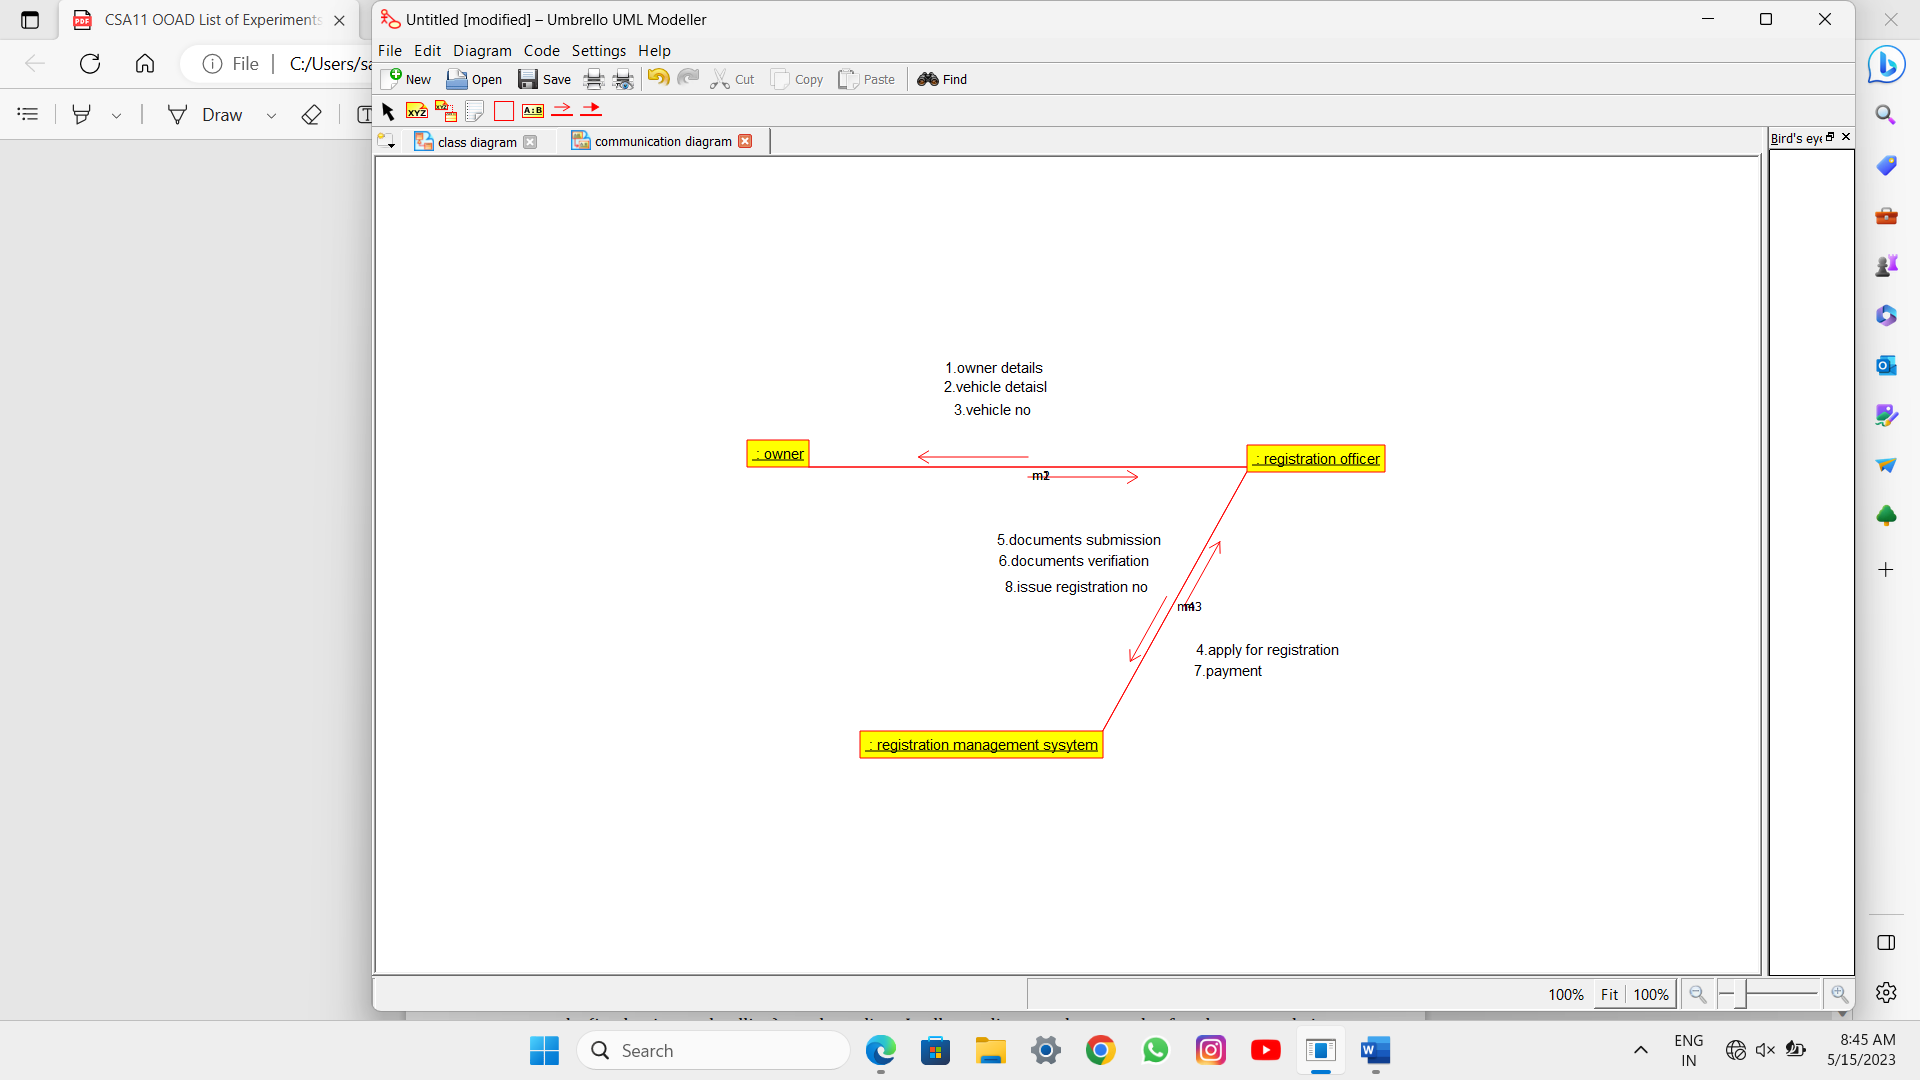 CSA11 OOAD List of Experiments
Untitled [modified] – Umbrello UML Modeller
File
C:/Users/sa
File Edit Diagram Code Settings Help
New Open Save Cut Copy Paste Find
Draw
XYZ XYZ A:B
class diagram
communication diagram
Bird's eye
1.owner details
2.vehicle detaisl
3.vehicle no
: owner
: registration officer
5.documents submission
6.documents verifiation
8.issue registration no
4.apply for registration
7.payment
: registration management sysytem
100% Fit 100%
Search
ENG
IN
8:45 AM
5/15/2023